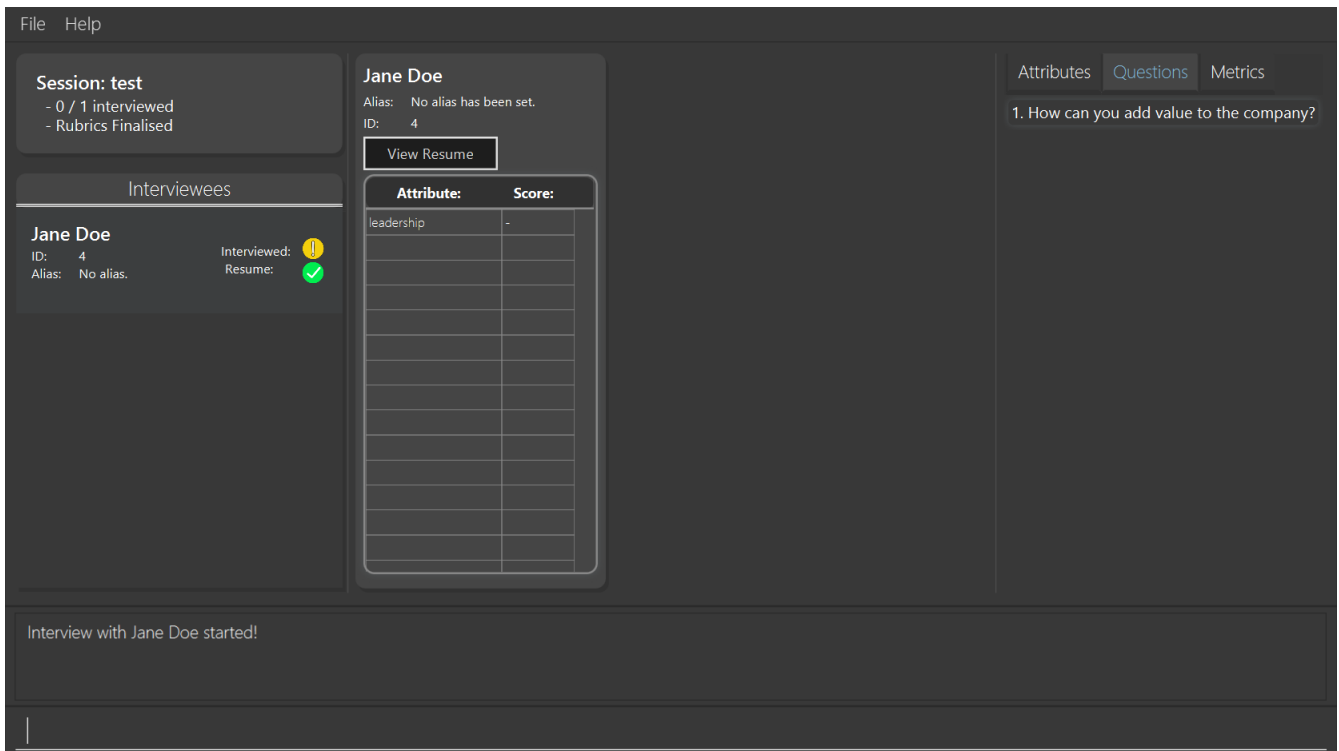 File Help
Session: test
- 0 / 1 interviewed
- Rubrics Finalised
Interviewees
Jane Doe
ID: 4
Alias: No alias.
Interviewed:
Resume:
Jane Doe
Alias: No alias has been set.
ID: 4
View Resume
Attribute: Score:
leadership -
Attributes Questions Metrics
1. How can you add value to the company?
Interview with Jane Doe started!